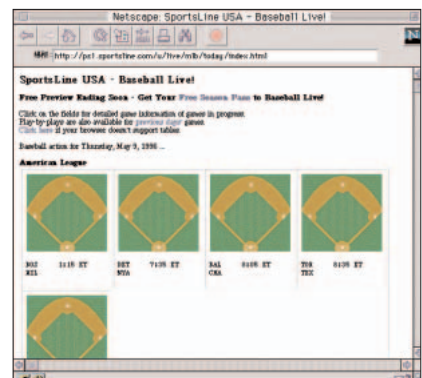 Netscape: SportsLine USA - Baseball Live!
http://ps1.sportsline.com/u/live/mlb/today/index.html
SportsLine USA - Baseball Live!
Free Preview Ending Soon - Get Your Free Season Pass to Baseball Live!
Click on the fields for detailed game information of games in progress.
Play-by-plays are also available for previous days' games.
Click here if your browser doesn't support tables.
Baseball action for Thursday, May 9, 1996 ...
American League
BOS 1:15 ET DET 7:35 ET BAL 8:05 ET TOR 8:35 ET
MIL NYA CHA TEX